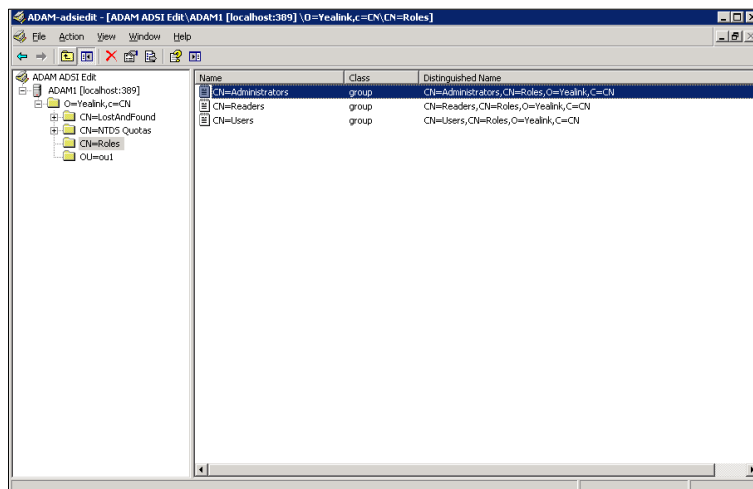 ADAM-adsiedit - [ADAM ADSI Edit\ADAM1 [localhost:389] \O=Yealink,c=CN\CN=Roles]
File Action View Window Help
ADAM ADSI Edit
ADAM1 [localhost:389]
O=Yealink,c=CN
CN=LostAndFound
CN=NTDS Quotas
CN=Roles
OU=ou1
Name Class Distinguished Name
CN=Administrators group CN=Administrators,CN=Roles,O=Yealink,C=CN
CN=Readers group CN=Readers,CN=Roles,O=Yealink,C=CN
CN=Users group CN=Users,CN=Roles,O=Yealink,C=CN